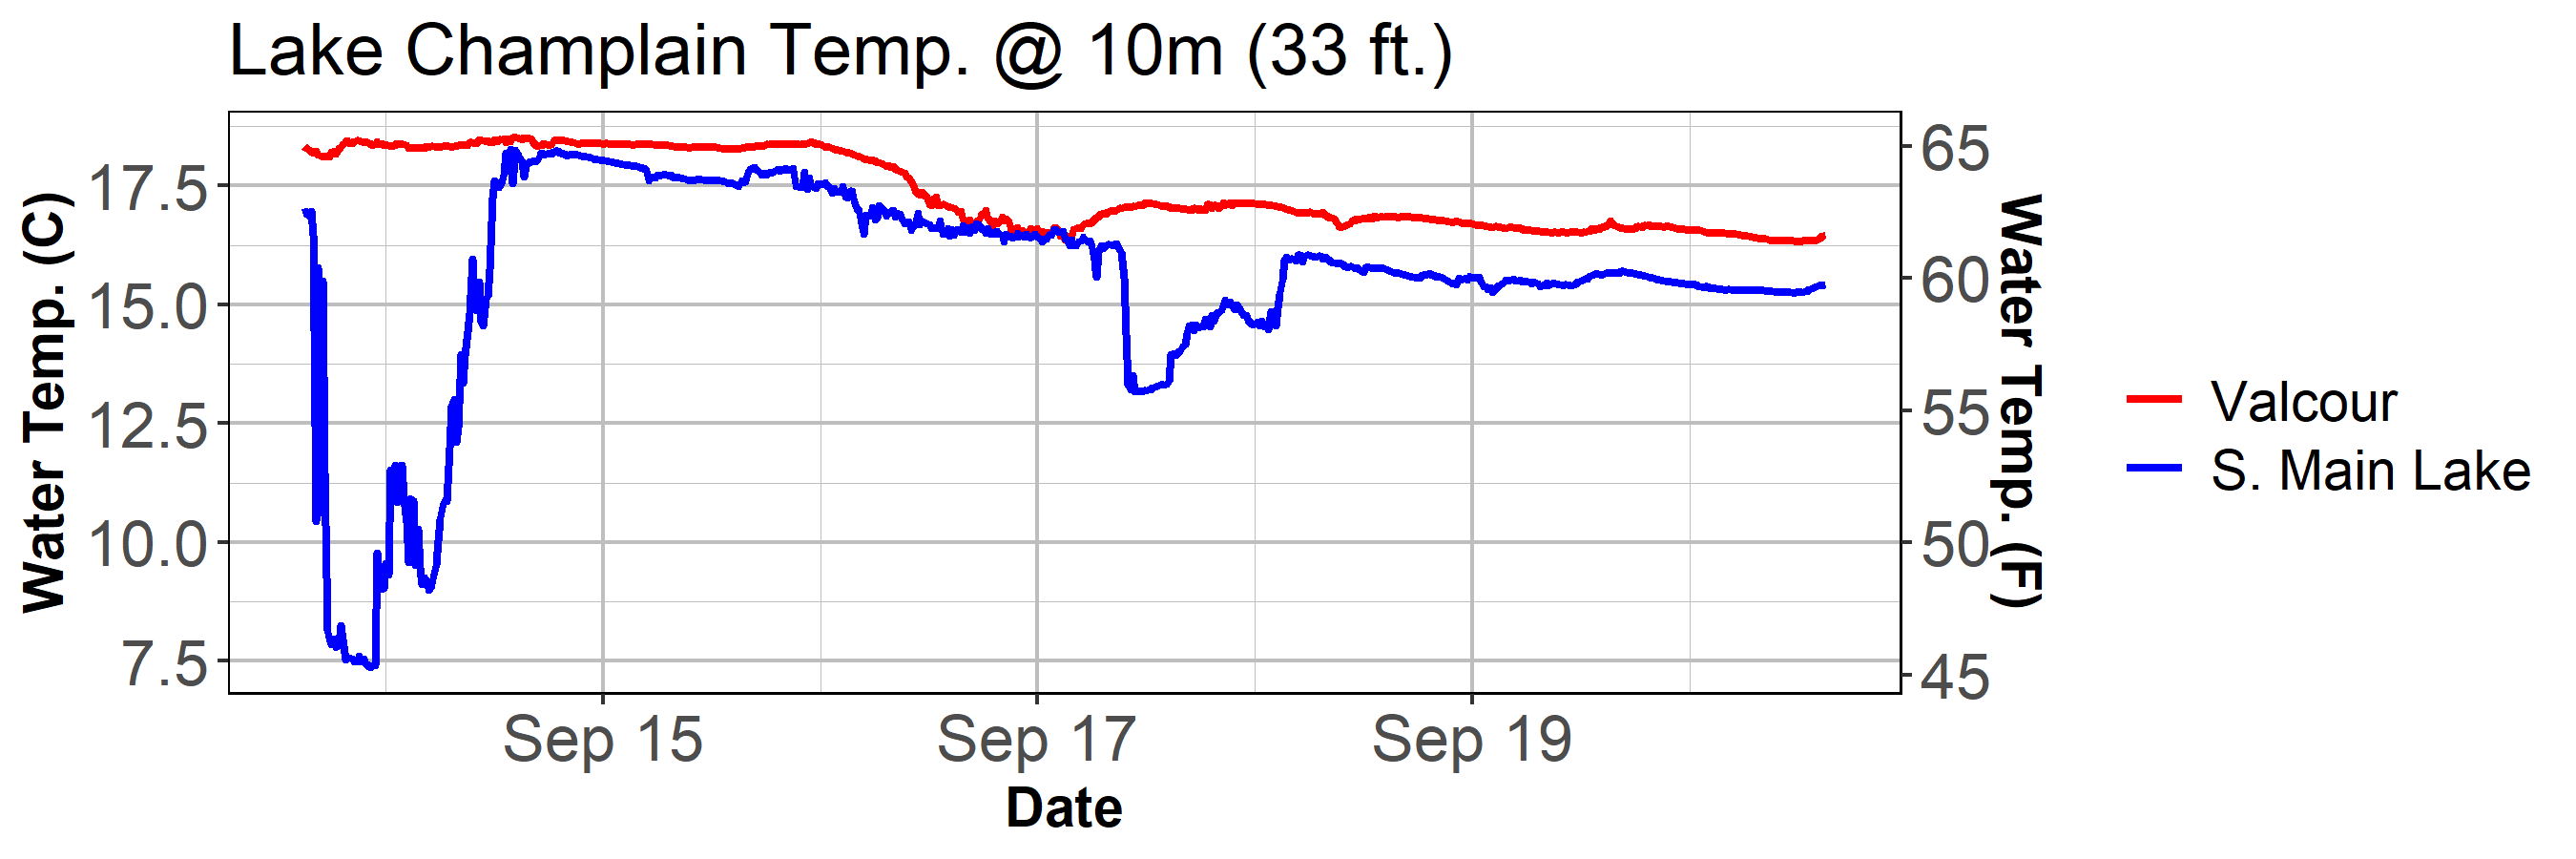 Lake Champlain Temp. @ 10m (33 ft.)
Water Temp. (C)
17.5
15.0
12.5
10.0
7.5
65
60
55
50
45
Water Temp. (F)
Sep 15
Sep 17
Sep 19
Date
Valcour
S. Main Lake